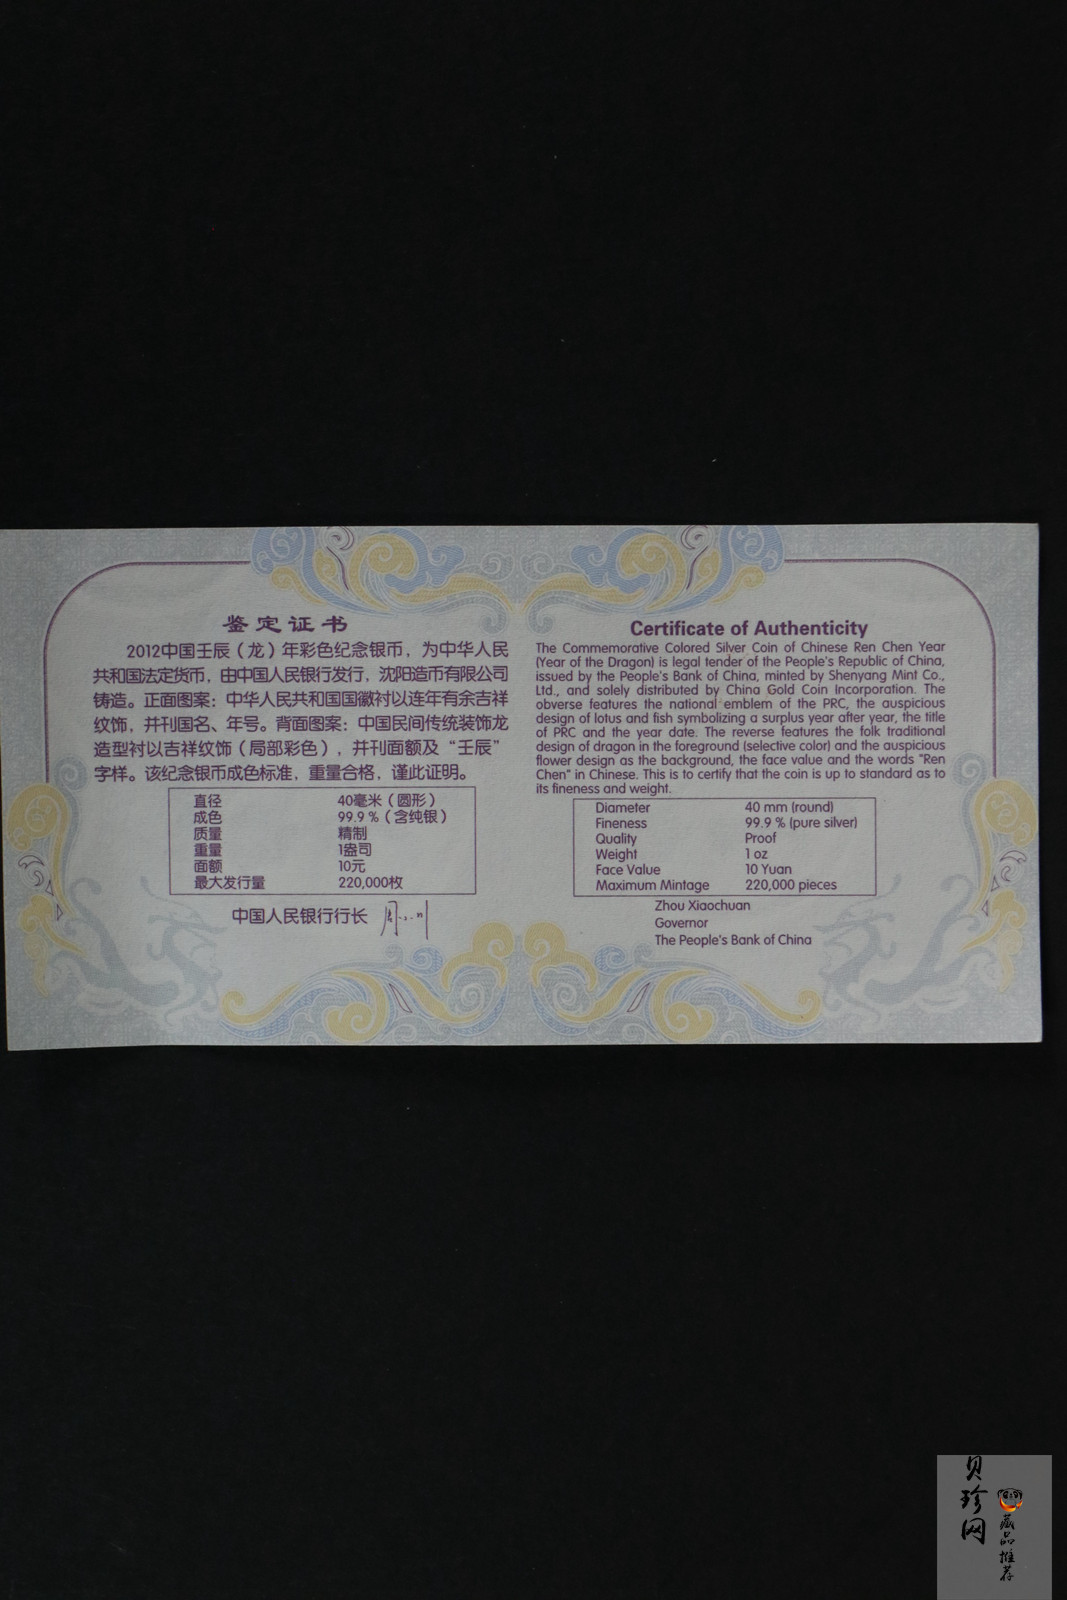 鉴定证书
2012中国壬辰（龙）年彩色纪念银币，为中华人民
共和国法定货币，由中国人民银行发行，沈阳造币有限公司
铸造。正面图案：中华人民共和国国徽衬以连年有余吉祥
纹饰，并刊国名、年号。背面图案：中国民间传统装饰龙
造型衬以吉祥纹饰（局部彩色），并刊面额及“壬辰”
字样。该纪念银币成色标准，重量合格，谨此证明。
直径 40毫米（圆形）
成色 99.9 %（含纯银）
质量 精制
重量 1盎司
面额 10元
最大发行量 220,000枚
中国人民银行行长
Certificate of Authenticity
The Commemorative Colored Silver Coin of Chinese Ren Chen Year
(Year of the Dragon) is legal tender of the People's Republic of China,
issued by the People's Bank of China, minted by Shenyang Mint Co.,
Ltd., and solely distributed by China Gold Coin Incorporation. The
obverse features the national emblem of the PRC, the auspicious
design of lotus and fish symbolizing a surplus year after year, the title
of PRC and the year date. The reverse features the folk traditional
design of dragon in the foreground (selective color) and the auspicious
flower design as the background, the face value and the words "Ren
Chen" in Chinese. This is to certify that the coin is up to standard as to
its fineness and weight.
Diameter 40 mm (round)
Fineness 99.9 % (pure silver)
Quality Proof
Weight 1 oz
Face Value 10 Yuan
Maximum Mintage 220,000 pieces
Zhou Xiaochuan
Governor
The People's Bank of China
贝珍网
藏品推荐